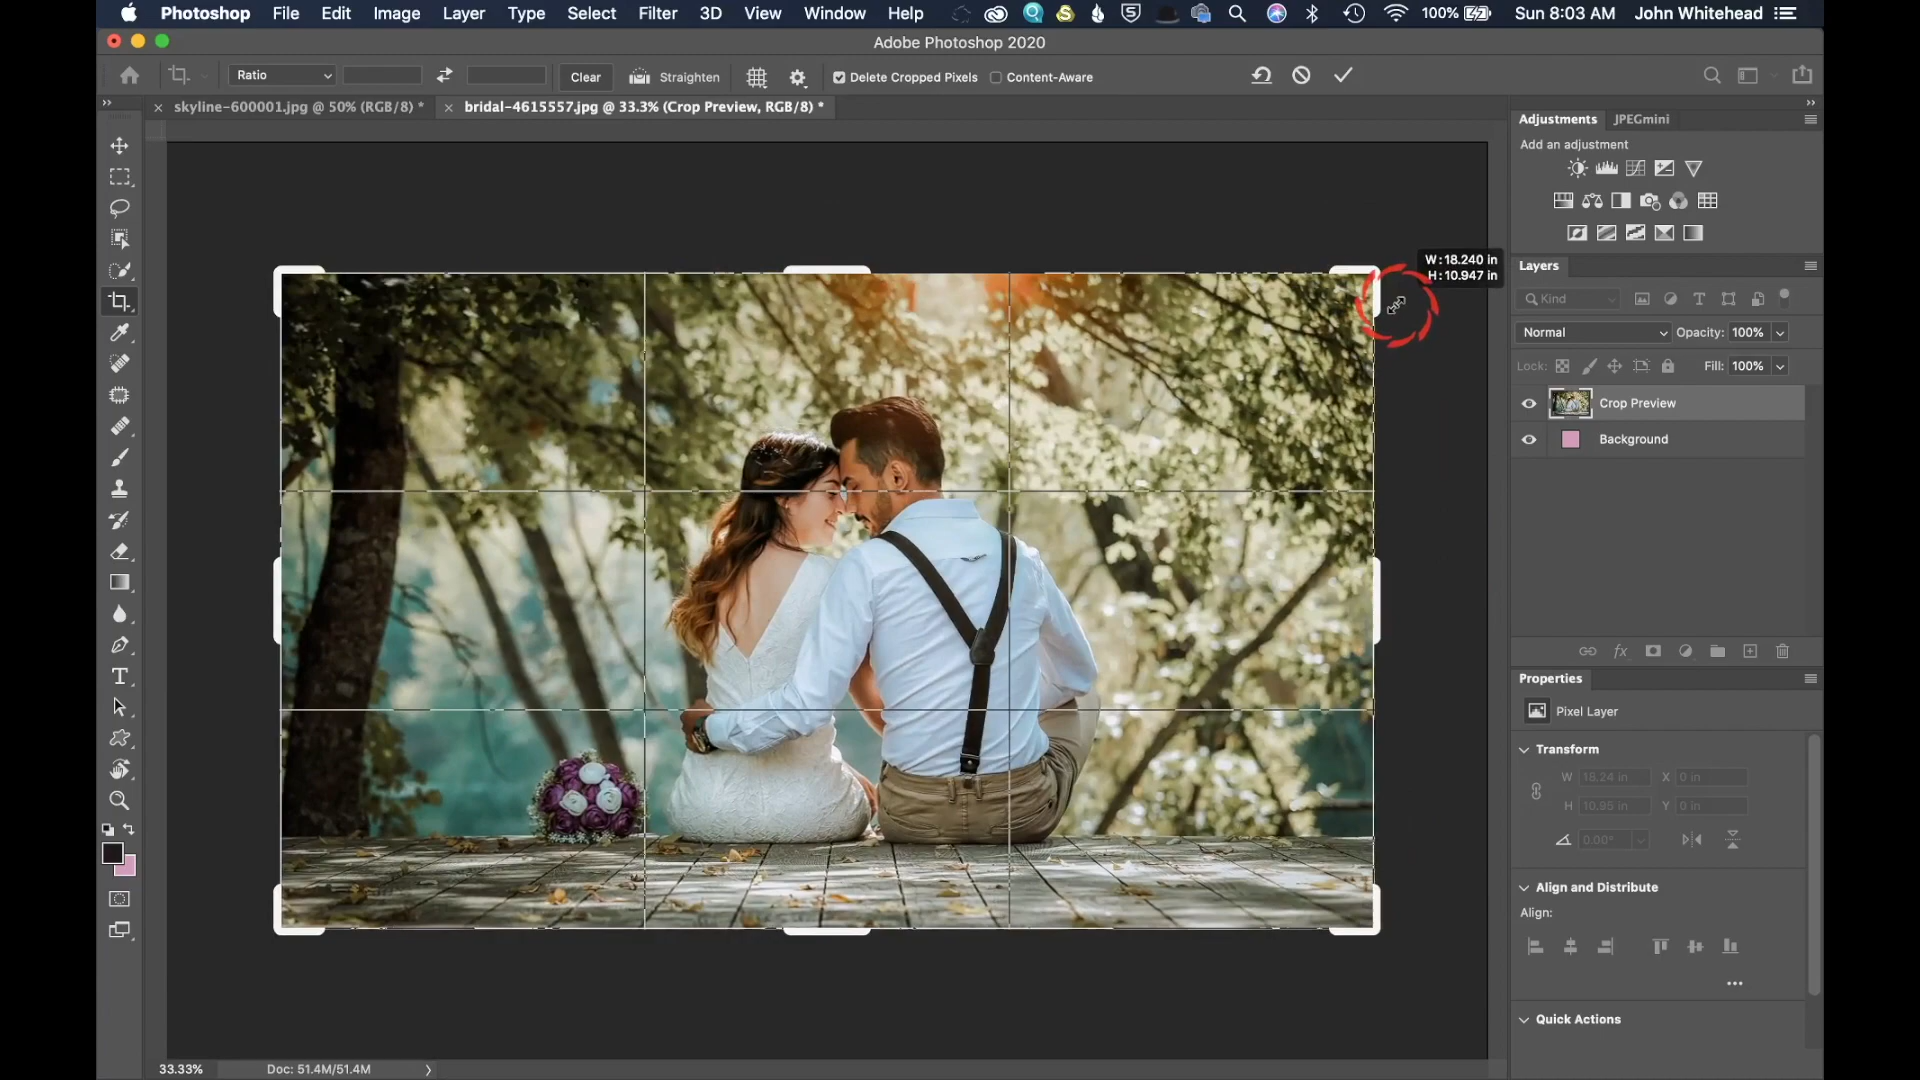 Photoshop File Edit Image Layer Type Select Filter 3D View Window Help 100% Sun 8:03 AM John Whitehead
Adobe Photoshop 2020
Ratio Clear Straighten Delete Cropped Pixels Content-Aware
skyline-600001.jpg @ 50% (RGB/8) * bridal-4615557.jpg @ 33.3% (Crop Preview, RGB/8) *
Adjustments JPEGmini
Add an adjustment
W: 18.240 in
H: 10.947 in
Layers
Kind
Normal Opacity: 100%
Lock: Fill: 100%
Crop Preview
Background
Properties
Pixel Layer
Transform
W 18.24 in X 0 in
H 10.95 in Y 0 in
0.00°
Align and Distribute
Align:
Quick Actions
33.33% Doc: 51.4M/51.4M